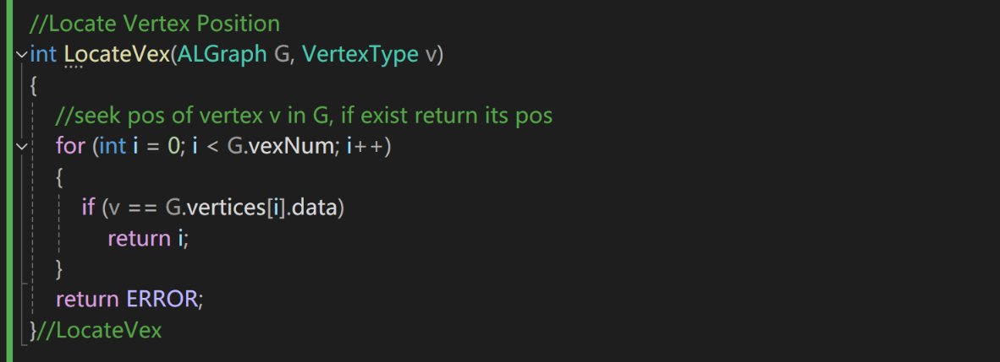 //Locate Vertex Position
int LocateVex(ALGraph G, VertexType v)
{
//seek pos of vertex v in G, if exist return its pos
for (int i = 0; i < G.vexNum; i++)
{
if (v == G.vertices[i].data)
return i;
}
return ERROR;
}//LocateVex